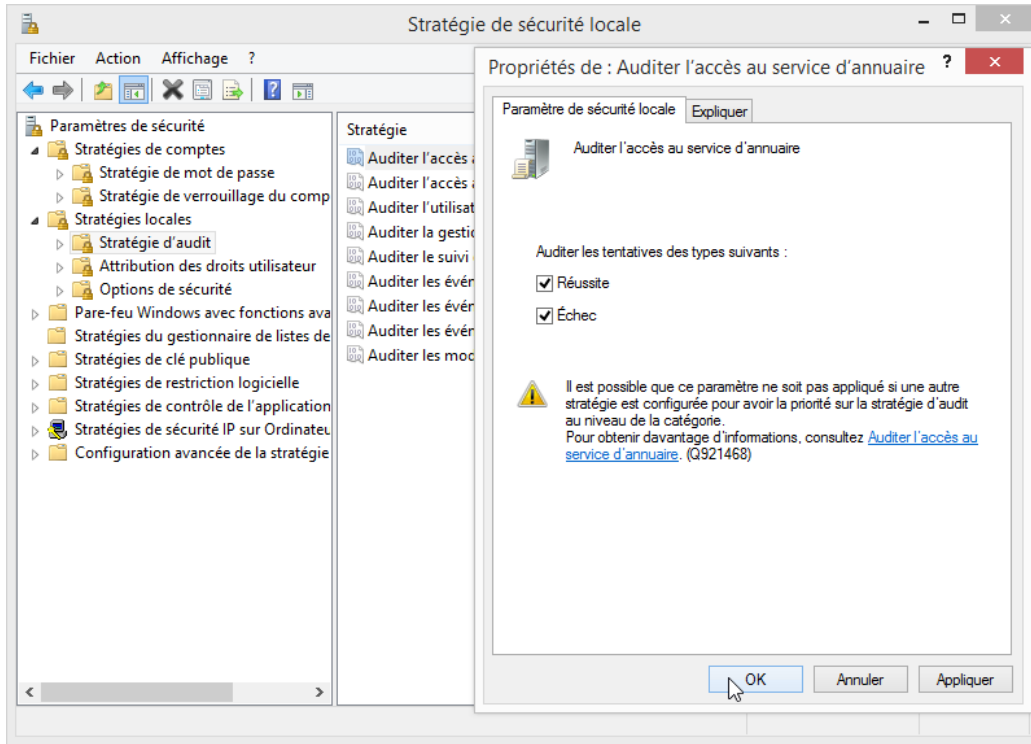 Stratégie de sécurité locale
Fichier Action Affichage ?
Paramètres de sécurité
Stratégies de comptes
Stratégie de mot de passe
Stratégie de verrouillage du comp
Stratégies locales
Stratégie d'audit
Attribution des droits utilisateur
Options de sécurité
Pare-feu Windows avec fonctions ava
Stratégies du gestionnaire de listes de
Stratégies de clé publique
Stratégies de restriction logicielle
Stratégies de contrôle de l'application
Stratégies de sécurité IP sur Ordinateu
Configuration avancée de la stratégie
Stratégie
Auditer l'accès a
Auditer l'accès a
Auditer l'utilisat
Auditer la gestio
Auditer le suivi
Auditer les évén
Auditer les évén
Auditer les évén
Auditer les mod
Propriétés de : Auditer l'accès au service d'annuaire ?
Paramètre de sécurité locale Expliquer
Auditer l'accès au service d'annuaire
Auditer les tentatives des types suivants :
Réussite
Échec
Il est possible que ce paramètre ne soit pas appliqué si une autre
stratégie est configurée pour avoir la priorité sur la stratégie d'audit
au niveau de la catégorie.
Pour obtenir davantage d'informations, consultez Auditer l'accès au
service d'annuaire. (Q921468)
OK Annuler Appliquer